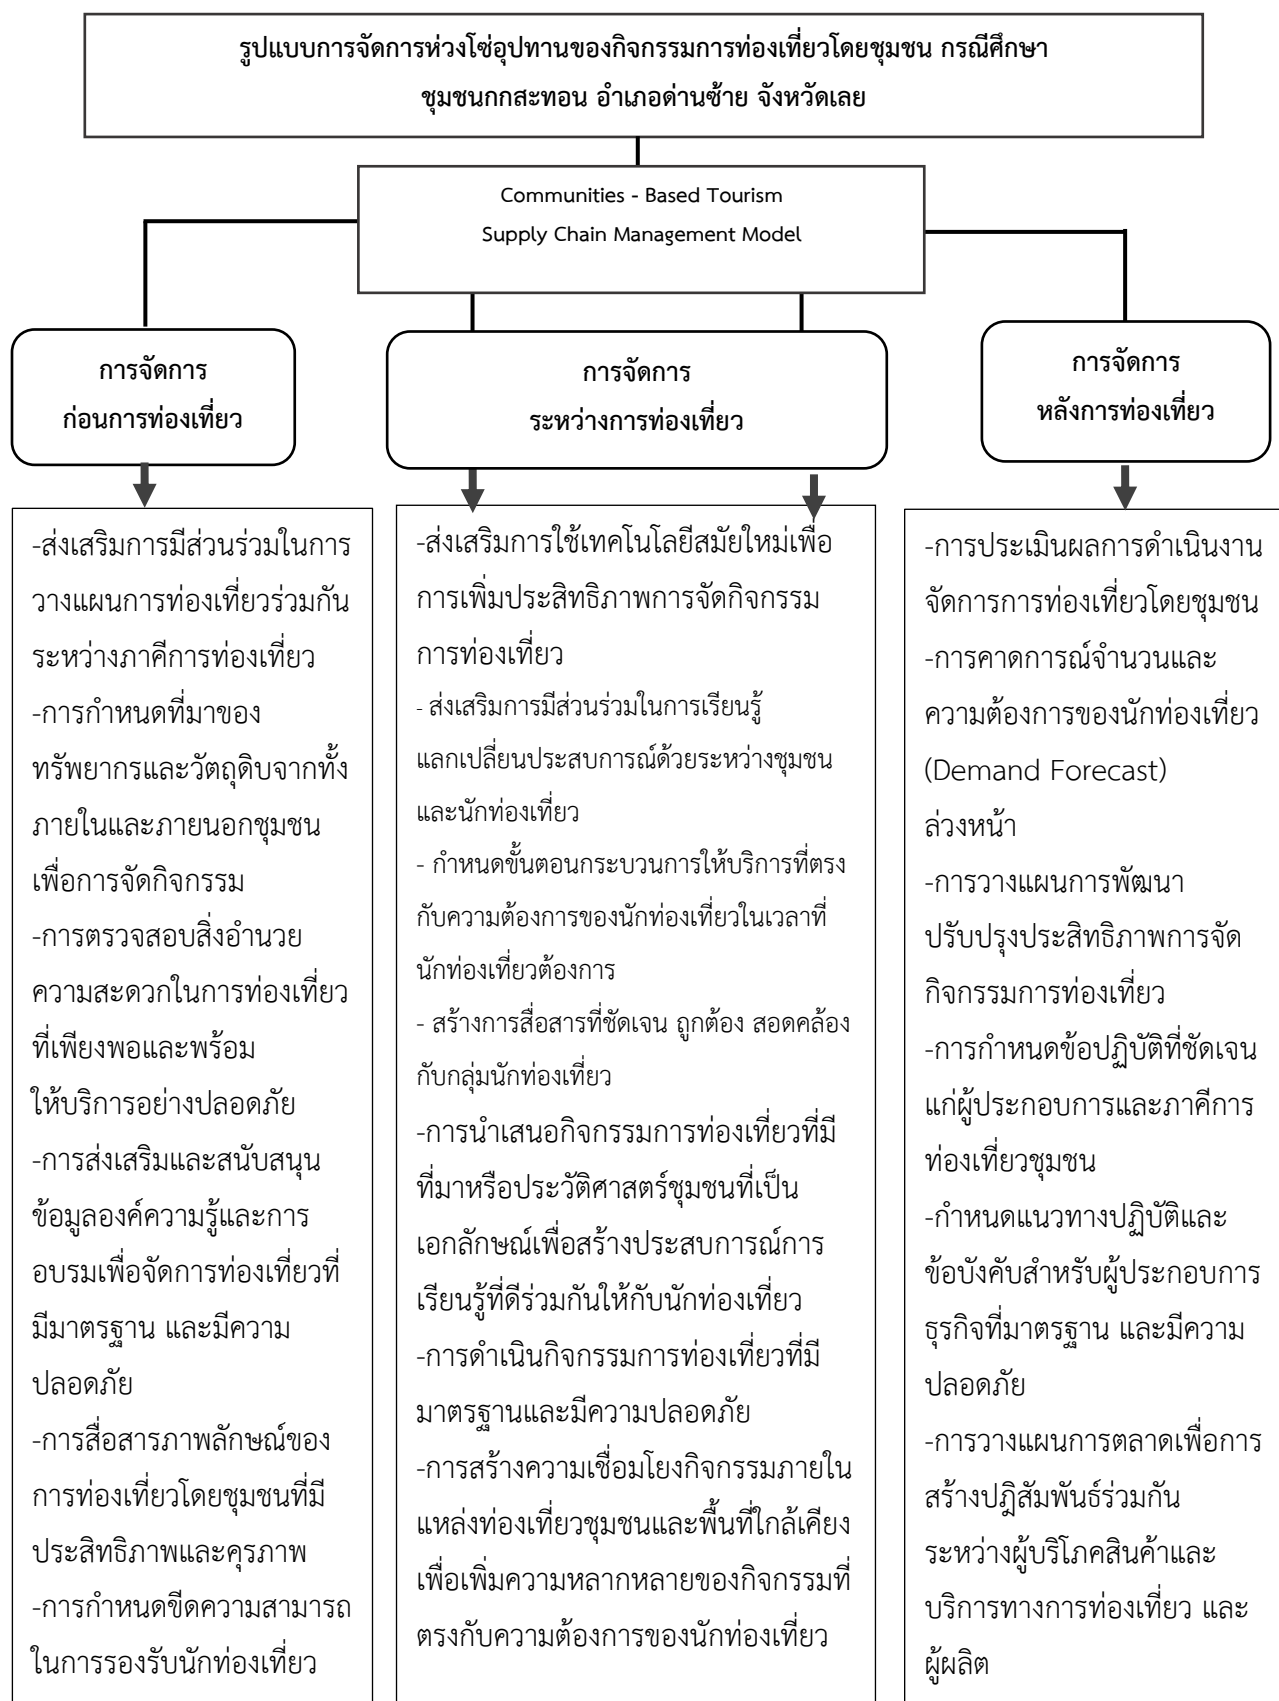 รูปแบบการจัดการห่วงโซ่อุปทานของกิจกรรมการท่องเที่ยวโดยชุมชน กรณีศึกษา
ชุมชนกกสะทอน อำเภอด่านซ้าย จังหวัดเลย
Communities - Based Tourism
Supply Chain Management Model
การจัดการ
ก่อนการท่องเที่ยว
การจัดการ
ระหว่างการท่องเที่ยว
การจัดการ
หลังการท่องเที่ยว
-ส่งเสริมการมีส่วนร่วมในการ
วางแผนการท่องเที่ยวร่วมกัน
ระหว่างภาคีการท่องเที่ยว
-การกำหนดที่มาของ
ทรัพยากรและวัตถุดิบจากทั้ง
ภายในและภายนอกชุมชน
เพื่อการจัดกิจกรรม
-การตรวจสอบสิ่งอำนวย
ความสะดวกในการท่องเที่ยว
ที่เพียงพอและพร้อม
ให้บริการอย่างปลอดภัย
-การส่งเสริมและสนับสนุน
ข้อมูลองค์ความรู้และการ
อบรมเพื่อจัดการท่องเที่ยวที่
มีมาตรฐาน และมีความ
ปลอดภัย
-การสื่อสารภาพลักษณ์ของ
การท่องเที่ยวโดยชุมชนที่มี
ประสิทธิภาพและคุรภาพ
-การกำหนดขีดความสามารถ
ในการรองรับนักท่องเที่ยว
-ส่งเสริมการใช้เทคโนโลยีสมัยใหม่เพื่อ
การเพิ่มประสิทธิภาพการจัดกิจกรรม
การท่องเที่ยว
- ส่งเสริมการมีส่วนร่วมในการเรียนรู้
แลกเปลี่ยนประสบการณ์ด้วยระหว่างชุมชน
และนักท่องเที่ยว
- กำหนดขั้นตอนกระบวนการให้บริการที่ตรง
กับความต้องการของนักท่องเที่ยวในเวลาที่
นักท่องเที่ยวต้องการ
- สร้างการสื่อสารที่ชัดเจน ถูกต้อง สอดคล้อง
กับกลุ่มนักท่องเที่ยว
-การนำเสนอกิจกรรมการท่องเที่ยวที่มี
ที่มาหรือประวัติศาสตร์ชุมชนที่เป็น
เอกลักษณ์เพื่อสร้างประสบการณ์การ
เรียนรู้ที่ดีร่วมกันให้กับนักท่องเที่ยว
-การดำเนินกิจกรรมการท่องเที่ยวที่มี
มาตรฐานและมีความปลอดภัย
-การสร้างความเชื่อมโยงกิจกรรมภายใน
แหล่งท่องเที่ยวชุมชนและพื้นที่ใกล้เคียง
เพื่อเพิ่มความหลากหลายของกิจกรรมที่
ตรงกับความต้องการของนักท่องเที่ยว
-การประเมินผลการดำเนินงาน
จัดการการท่องเที่ยวโดยชุมชน
-การคาดการณ์จำนวนและ
ความต้องการของนักท่องเที่ยว
(Demand Forecast)
ล่วงหน้า
-การวางแผนการพัฒนา
ปรับปรุงประสิทธิภาพการจัด
กิจกรรมการท่องเที่ยว
-การกำหนดข้อปฏิบัติที่ชัดเจน
แก่ผู้ประกอบการและภาคีการ
ท่องเที่ยวชุมชน
-กำหนดแนวทางปฏิบัติและ
ข้อบังคับสำหรับผู้ประกอบการ
ธุรกิจที่มาตรฐาน และมีความ
ปลอดภัย
-การวางแผนการตลาดเพื่อการ
สร้างปฎิสัมพันธ์ร่วมกัน
ระหว่างผู้บริโภคสินค้าและ
บริการทางการท่องเที่ยว และ
ผู้ผลิต